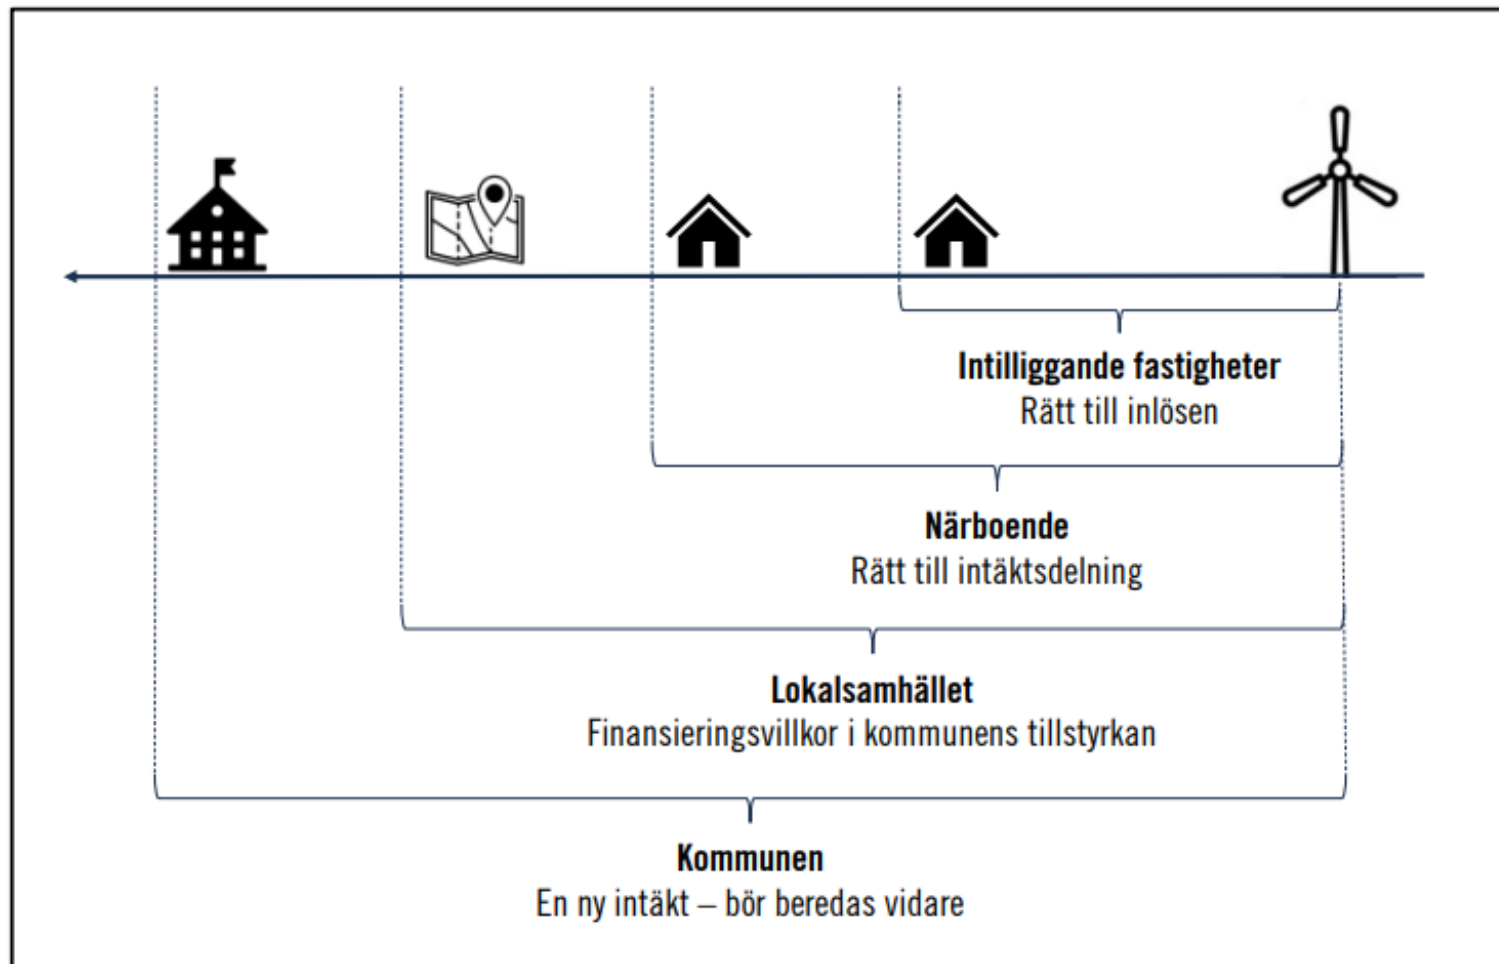 Intilliggande fastigheter
Rätt till inlösen
Närboende
Rätt till intäktsdelning
Lokalsamhället
Finansieringsvillkor i kommunens tillstyrkan
Kommunen
En ny intäkt – bör beredas vidare